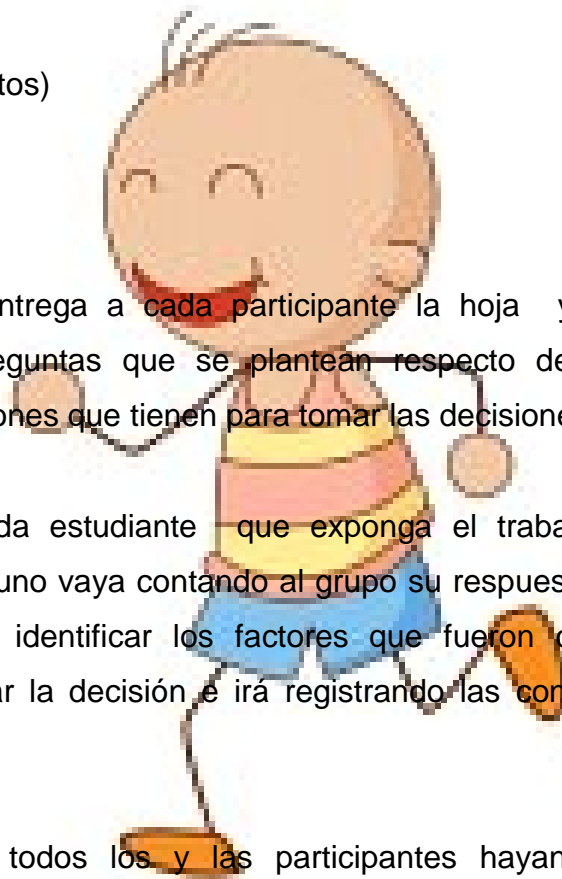 tos)
ntrega a cada participante la hoja y
eguntas que se plantean respecto de
ones que tienen para tomar las decisione
da estudiante que exponga el traba
uno vaya contando al grupo su respues
identificar los factores que fueron
ar la decisión e irá registrando las con
todos los y las participantes hayan